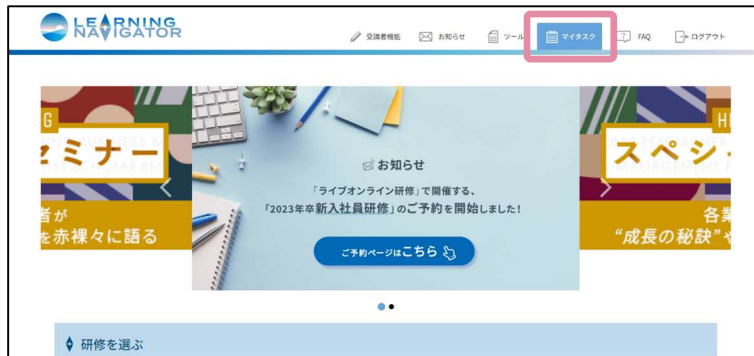 LEARNING
NAVIGATOR
受講者機能
お知らせ
ツール
マイタスク
FAQ
ログアウト
G
セミナー
者が
を赤裸々に語る
お知らせ
「ライブオンライン研修」で開催する、
「2023年卒新入社員研修」のご予約を開始しました!
ご予約ページはこちら
スペシ
各業
“成長の秘訣”や
研修を選ぶ